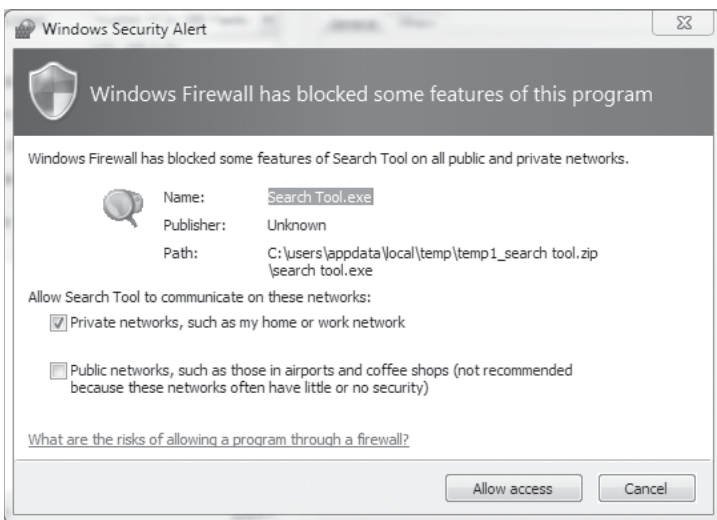 Windows Security Alert
Windows Firewall has blocked some features of this program
Windows Firewall has blocked some features of Search Tool on all public and private networks.
Name: Search Tool.exe
Publisher: Unknown
Path: C:\users\appdata\local\temp\temp1_search tool.zip
\search tool.exe
Allow Search Tool to communicate on these networks:
Private networks, such as my home or work network
Public networks, such as those in airports and coffee shops (not recommended
because these networks often have little or no security)
What are the risks of allowing a program through a firewall?
Allow access Cancel